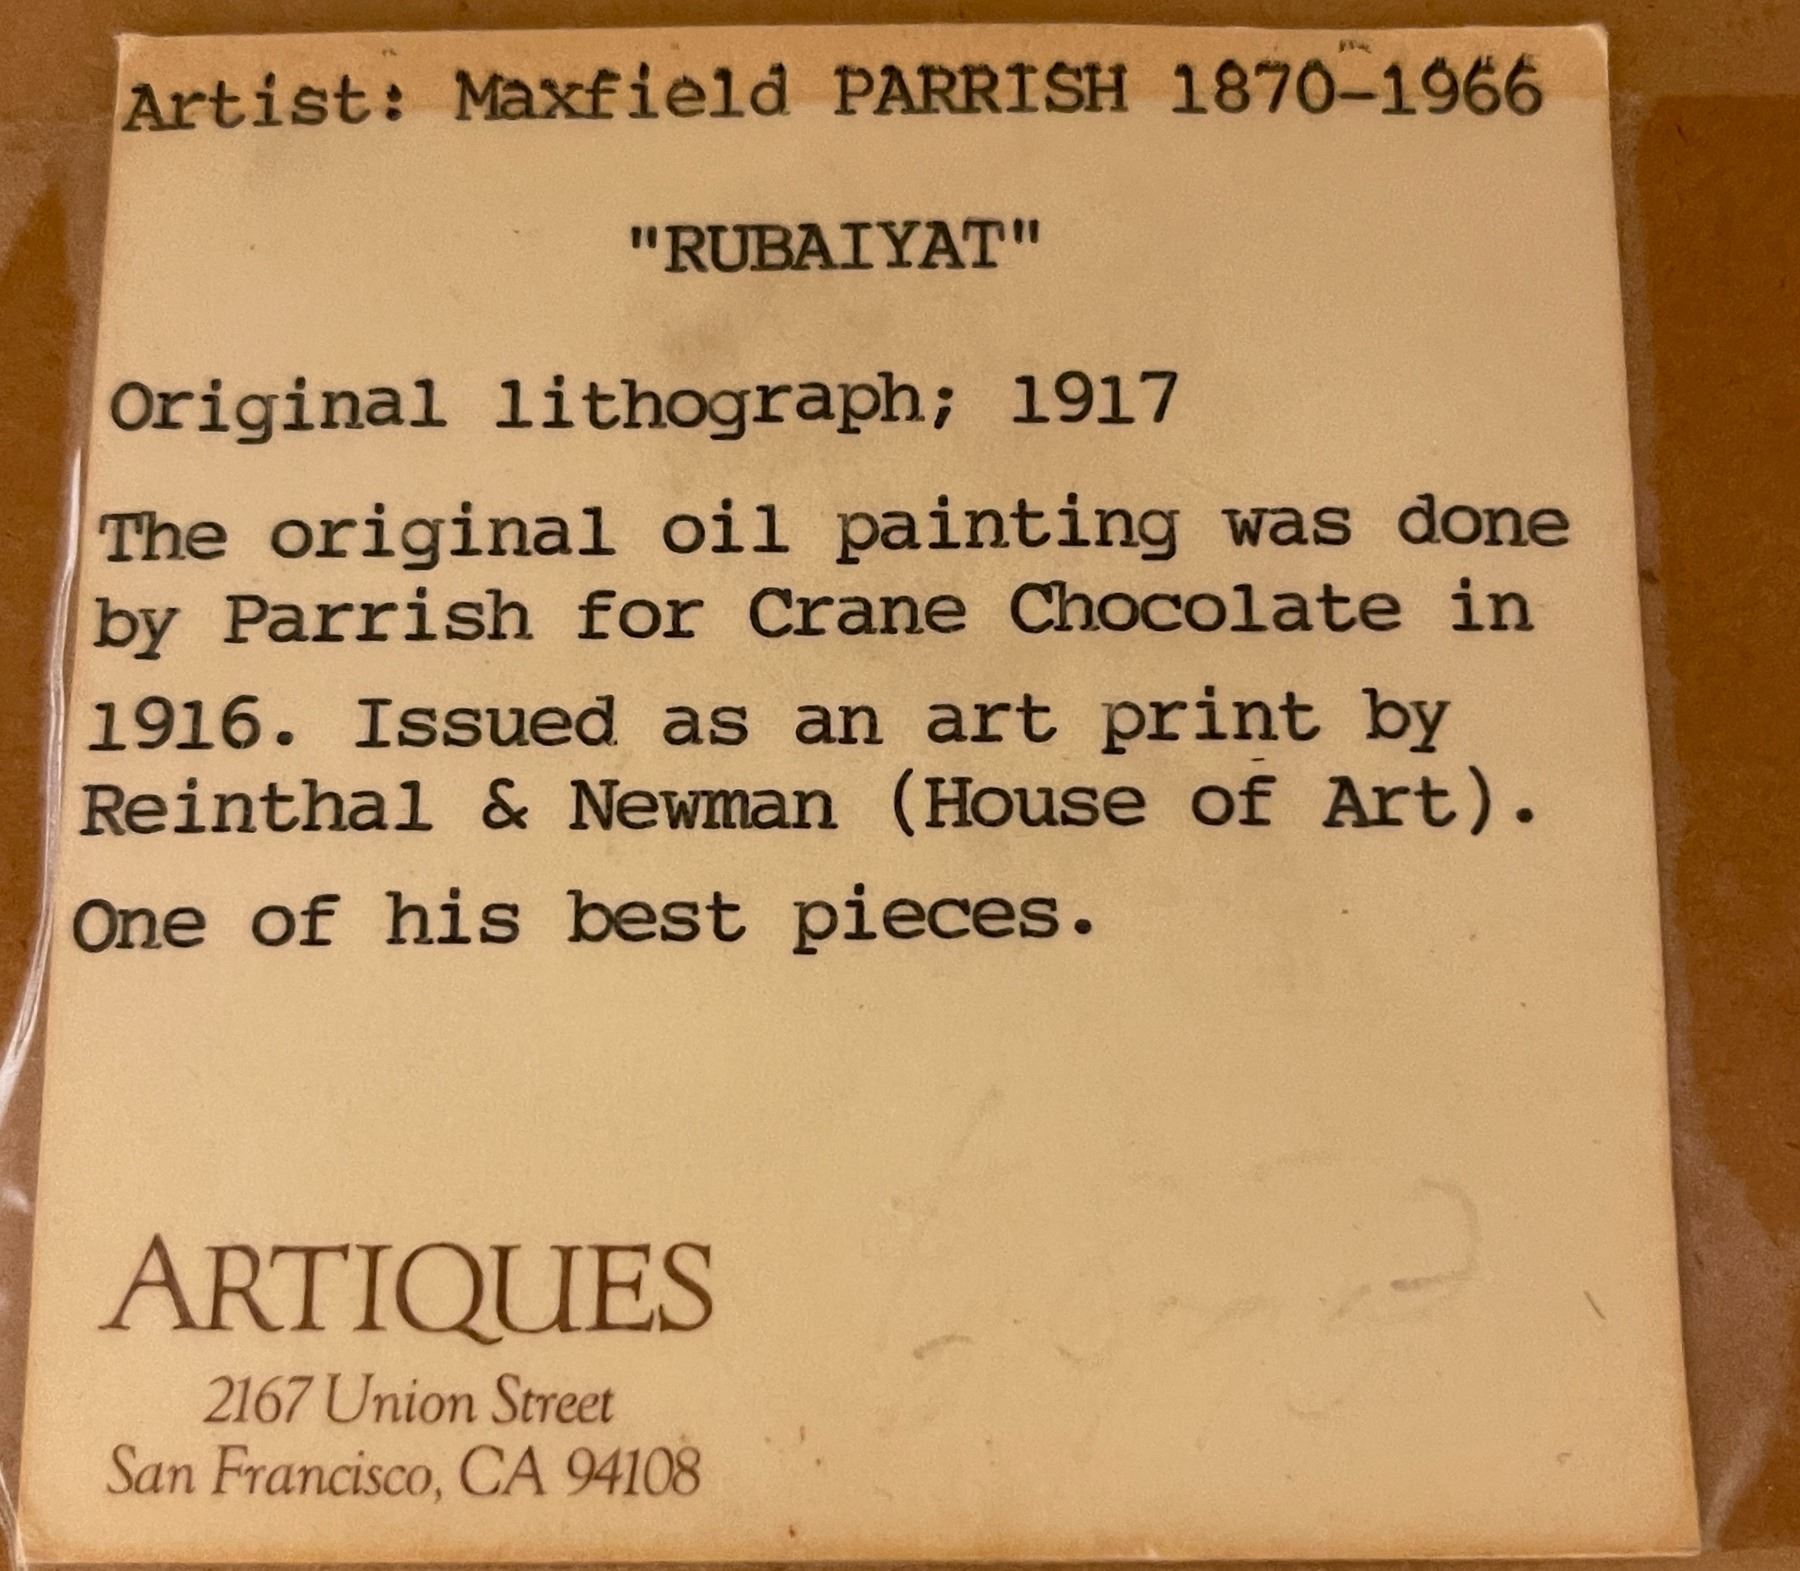 Artist: Maxfield PARRISH 1870-1966
"RUBAIYAT"
Original lithograph; 1917
The original oil painting was done
by Parrish for Crane Chocolate in
1916. Issued as an art print by
Reinthal & Newman (House of Art).
One of his best pieces.
ARTIQUES
2167 Union Street
San Francisco, CA 94108